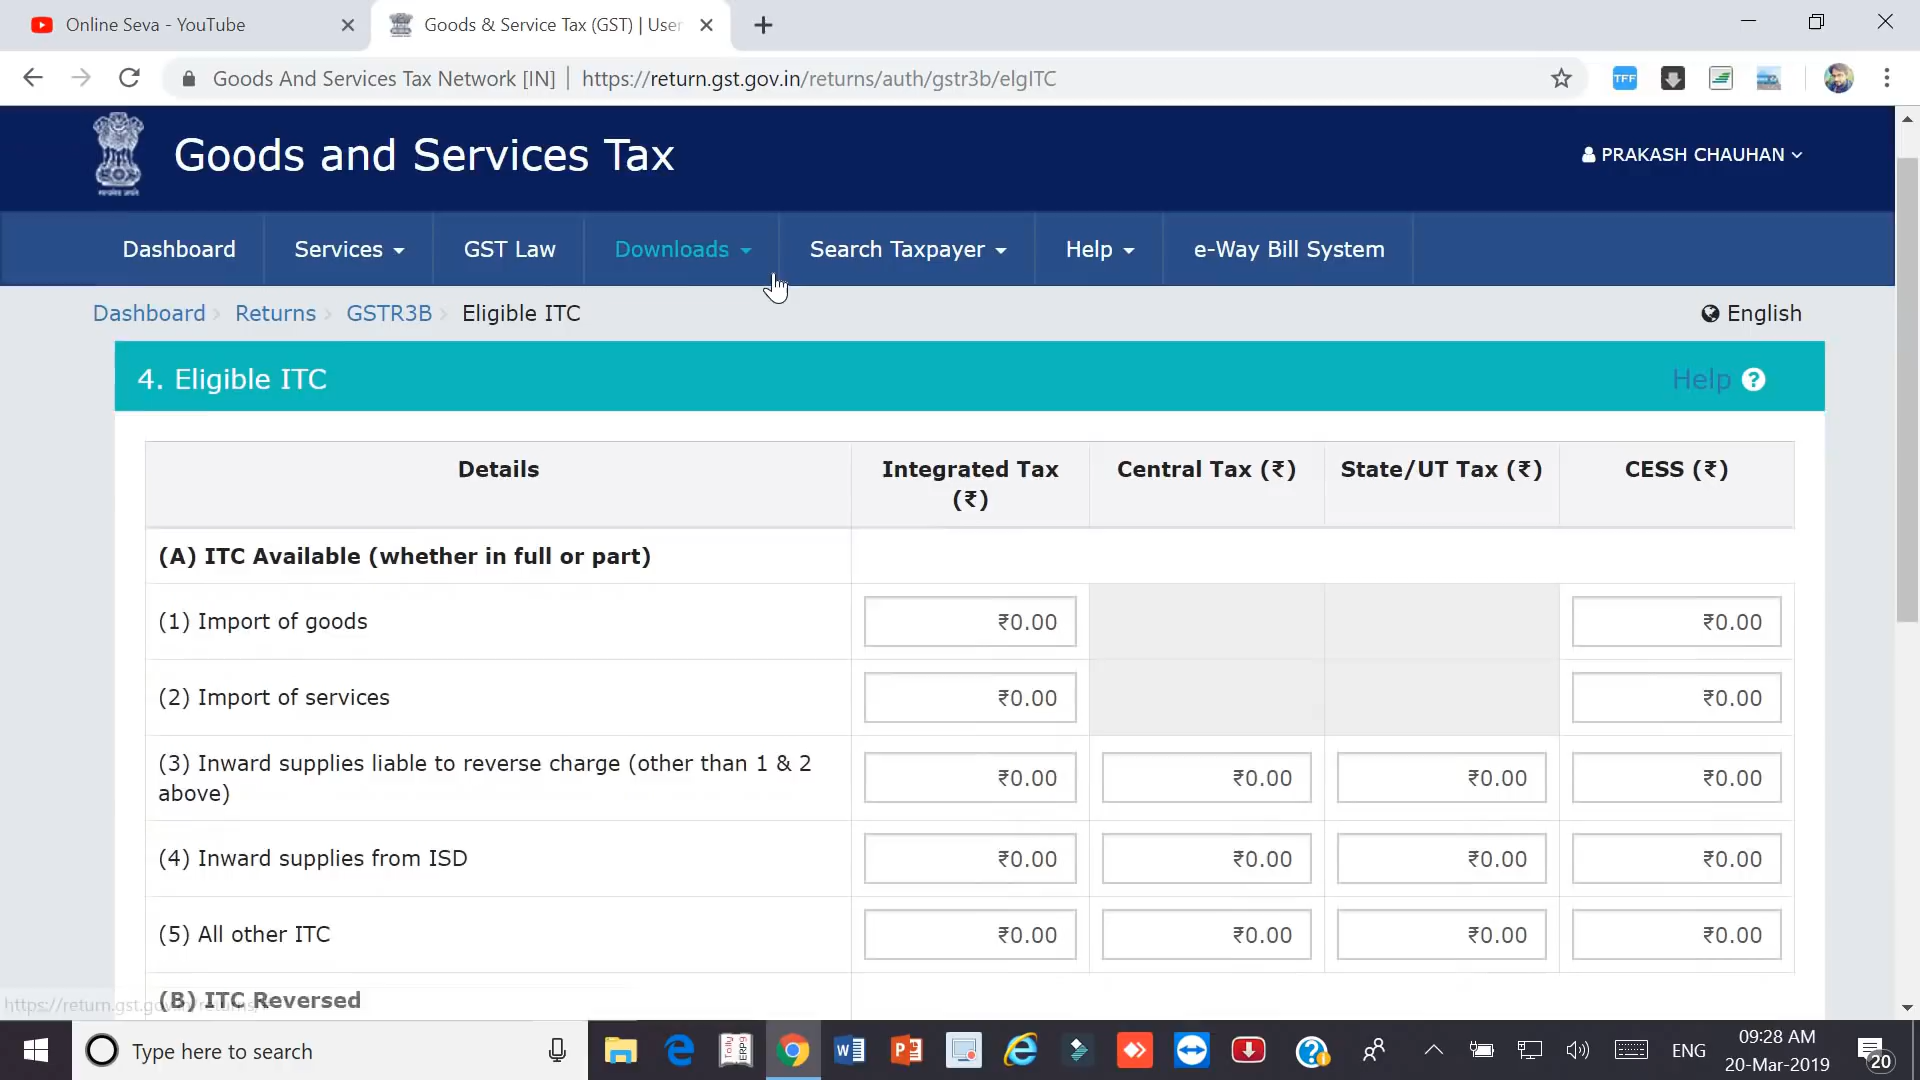 Online Seva - YouTube
Goods & Service Tax (GST) | User
Goods And Services Tax Network [IN] | https://return.gst.gov.in/returns/auth/gstr3b/elgITC
TFF
Goods and Services Tax
PRAKASH CHAUHAN
Dashboard
Services
GST Law
Downloads
Search Taxpayer
Help
e-Way Bill System
Dashboard
Returns
GSTR3B
Eligible ITC
English
4. Eligible ITC
Help
Details
Integrated Tax
(₹)
Central Tax (₹)
State/UT Tax (₹)
CESS (₹)
(A) ITC Available (whether in full or part)
(1) Import of goods
₹0.00
₹0.00
(2) Import of services
₹0.00
₹0.00
(3) Inward supplies liable to reverse charge (other than 1 & 2
above)
₹0.00
₹0.00
₹0.00
₹0.00
(4) Inward supplies from ISD
₹0.00
₹0.00
₹0.00
₹0.00
(5) All other ITC
₹0.00
₹0.00
₹0.00
₹0.00
(B) ITC Reversed
Type here to search
ENG
09:28 AM
20-Mar-2019
20